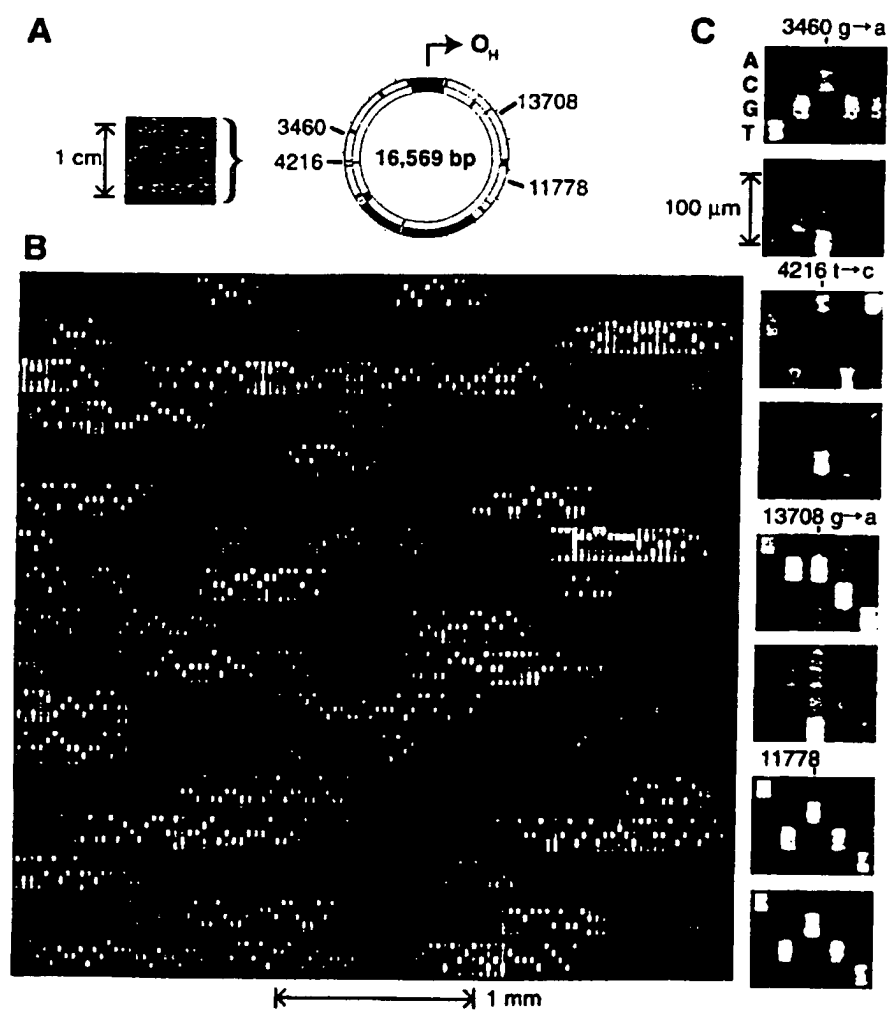 A
O_H
13708
3460
1 cm
4216
16,569 bp
11778
B
1 mm
C
3460 g→a
A
C
G
T
100 µm
4216 t→c
13708 g→a
11778